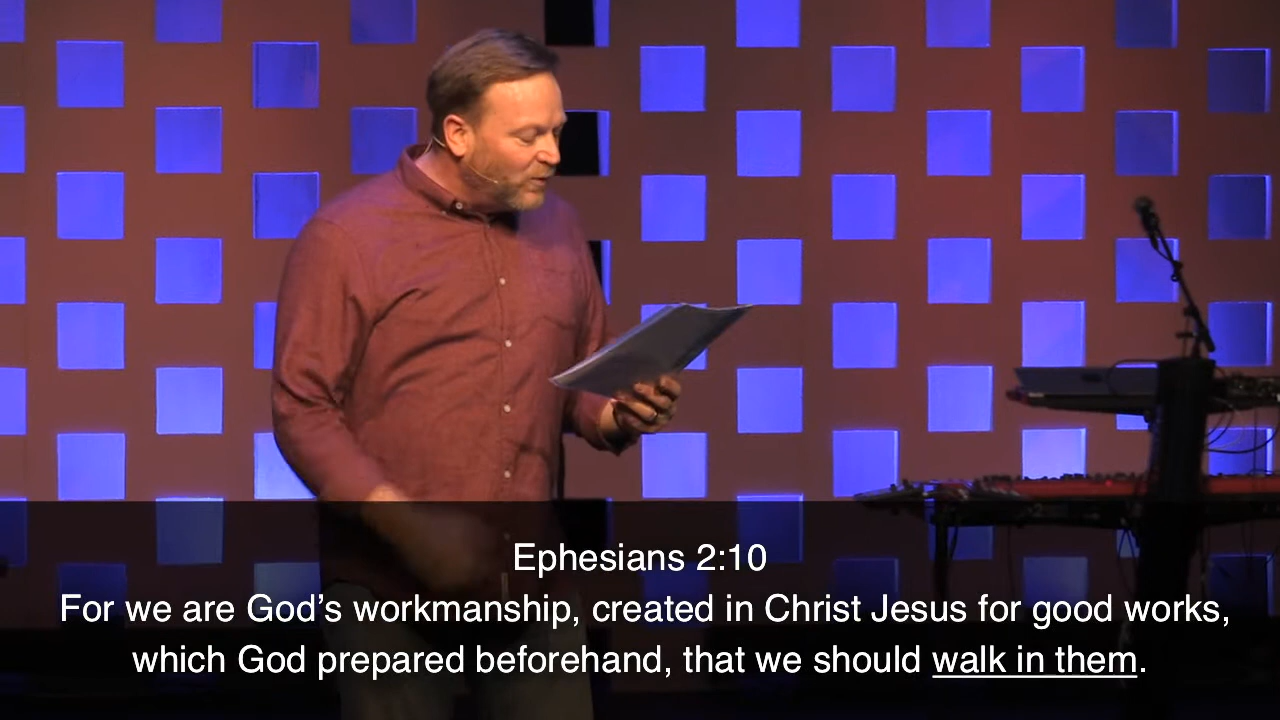 Ephesians 2:10
For we are God’s workmanship, created in Christ Jesus for good works,
which God prepared beforehand, that we should walk in them.